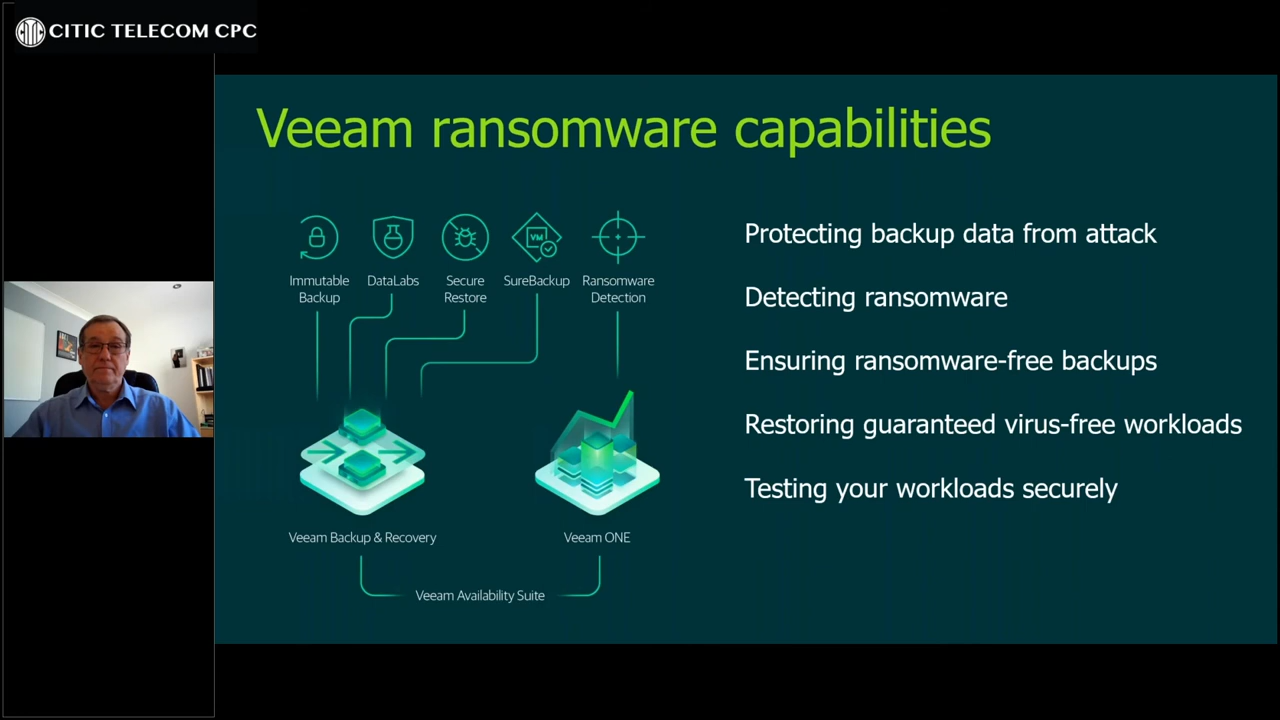 CITIC TELECOM CPC
Veeam ransomware capabilities
Immutable
Backup
DataLabs
Secure
Restore
SureBackup
VM
Ransomware
Detection
Veeam Backup & Recovery
Veeam ONE
Veeam Availability Suite
Protecting backup data from attack
Detecting ransomware
Ensuring ransomware-free backups
Restoring guaranteed virus-free workloads
Testing your workloads securely